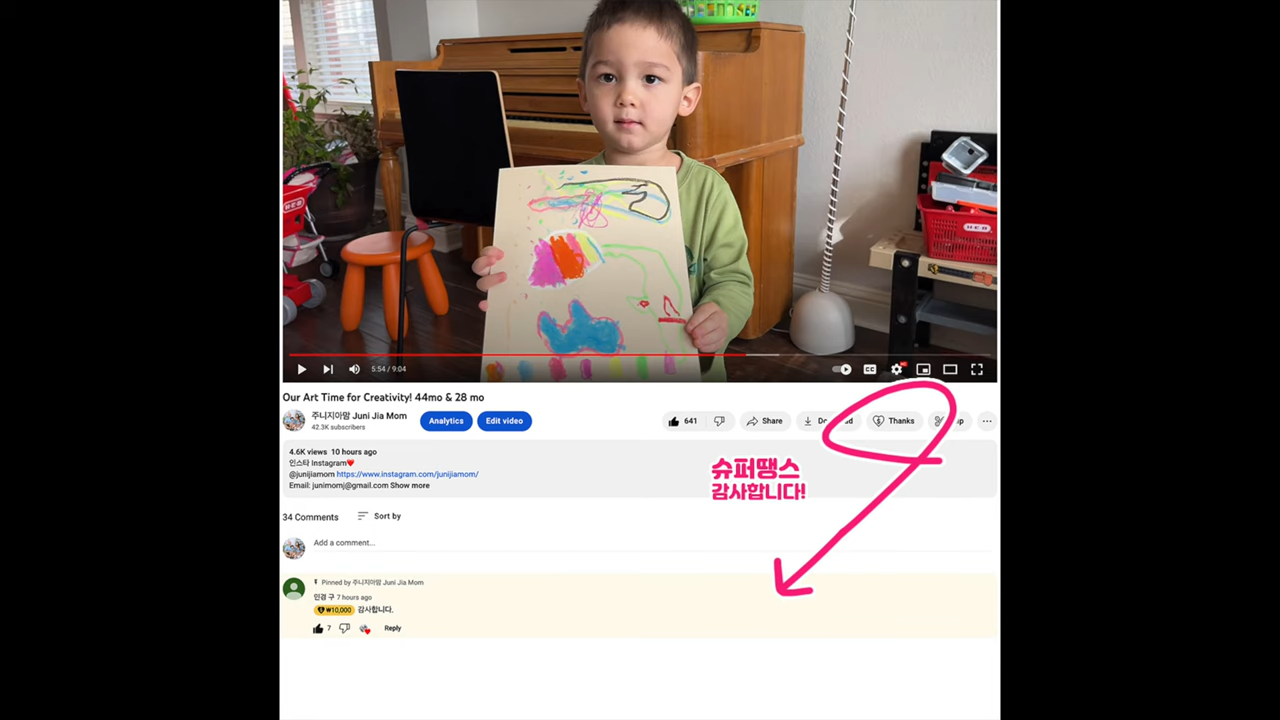 H-E-B
H-E-B
5:54 / 9:04
CC
Our Art Time for Creativity! 44mo & 28 mo
주니지아맘 Juni Jia Mom
42.3K subscribers
Analytics
Edit video
641
Share
Thanks
4.6K views 10 hours ago
인스타 Instagram❤️
@junijiamom https://www.instagram.com/junijiamom/
Email: junimomj@gmail.com Show more
슈퍼땡스
감사합니다!
34 Comments
Sort by
Add a comment...
Pinned by 주니지아맘 Juni Jia Mom
민경 구 7 hours ago
₩10,000 감사합니다.
7
Reply